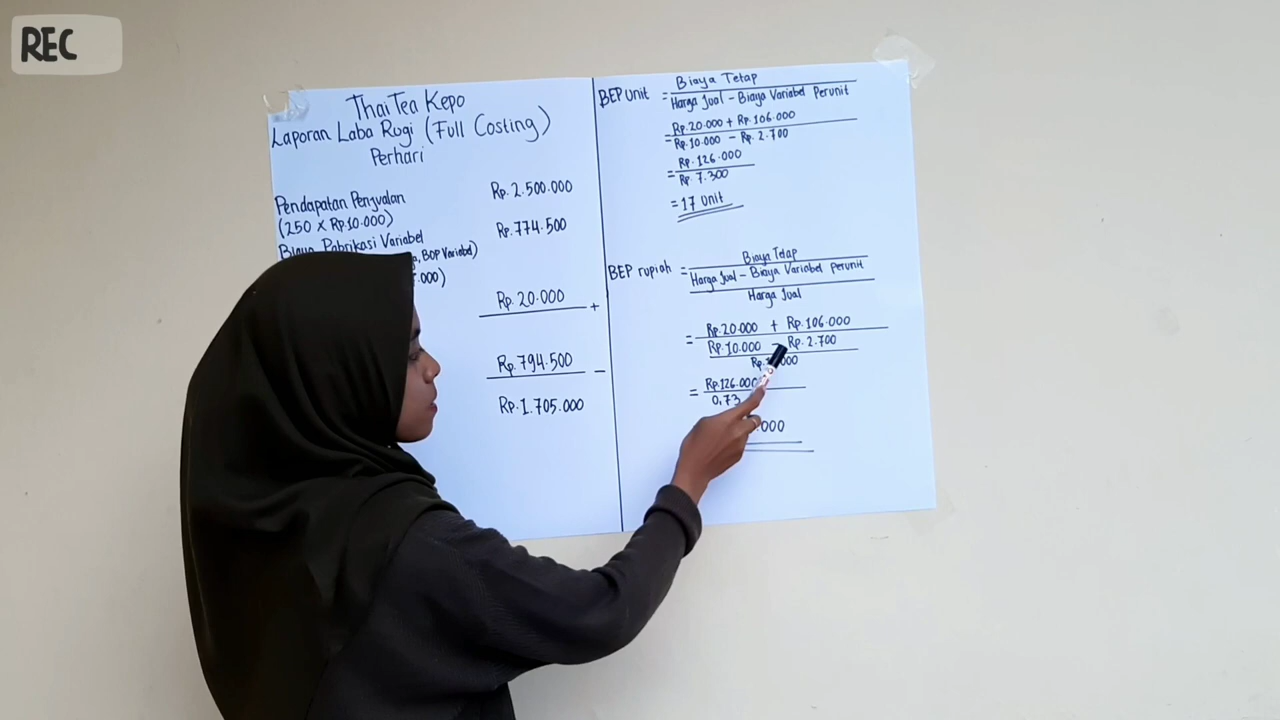 REC
Thai Tea Kepo
Laporan Laba Rugi (Full Costing)
Perhari
Pendapatan Penjualan Rp. 2.500.000
(250 x Rp.10.000)
Biaya Pabrikasi Variabel Rp. 774.500
BOP Variabel)
.000)
Rp. 20.000 +
Rp. 794.500 -
Rp. 1.705.000
BEP Unit = Biaya Tetap
Harga Jual - Biaya Variabel Perunit
= Rp. 20.000 + Rp. 106.000
Rp. 10.000 - Rp. 2.700
= Rp. 126.000
Rp. 7.300
= 17 Unit
BEP rupiah = Biaya Tetap
Harga Jual - Biaya Variabel Perunit
Harga Jual
= Rp. 20.000 + Rp. 106.000
Rp. 10.000 - Rp. 2.700
= Rp. 126.000
0,73
.000